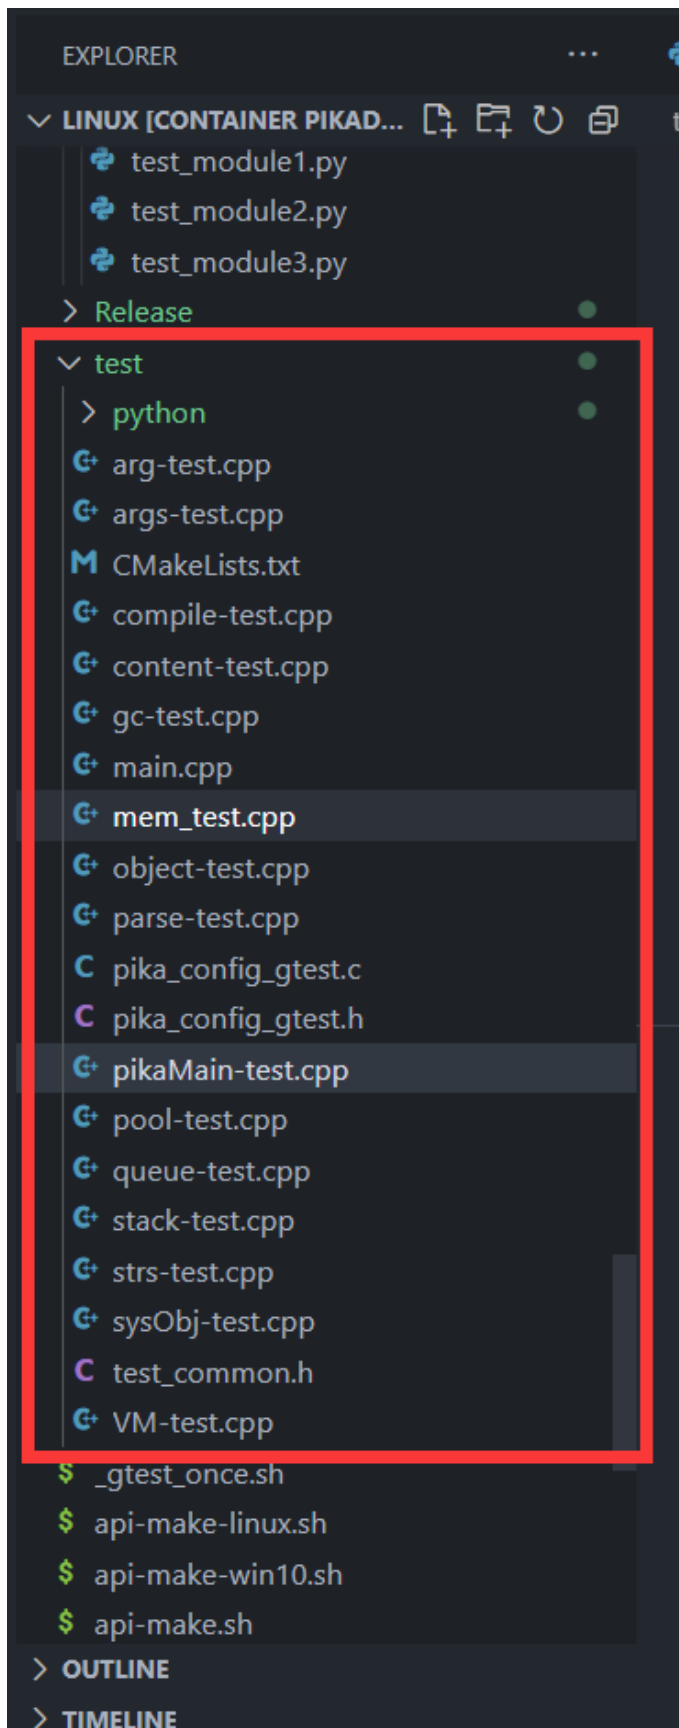 EXPLORER
LINUX [CONTAINER PIKAD...
test_module1.py
test_module2.py
test_module3.py
Release
test
python
arg-test.cpp
args-test.cpp
CMakeLists.txt
compile-test.cpp
content-test.cpp
gc-test.cpp
main.cpp
mem_test.cpp
object-test.cpp
parse-test.cpp
pika_config_gtest.c
pika_config_gtest.h
pikaMain-test.cpp
pool-test.cpp
queue-test.cpp
stack-test.cpp
strs-test.cpp
sysObj-test.cpp
test_common.h
VM-test.cpp
_gtest_once.sh
api-make-linux.sh
api-make-win10.sh
api-make.sh
OUTLINE
TIMELINE